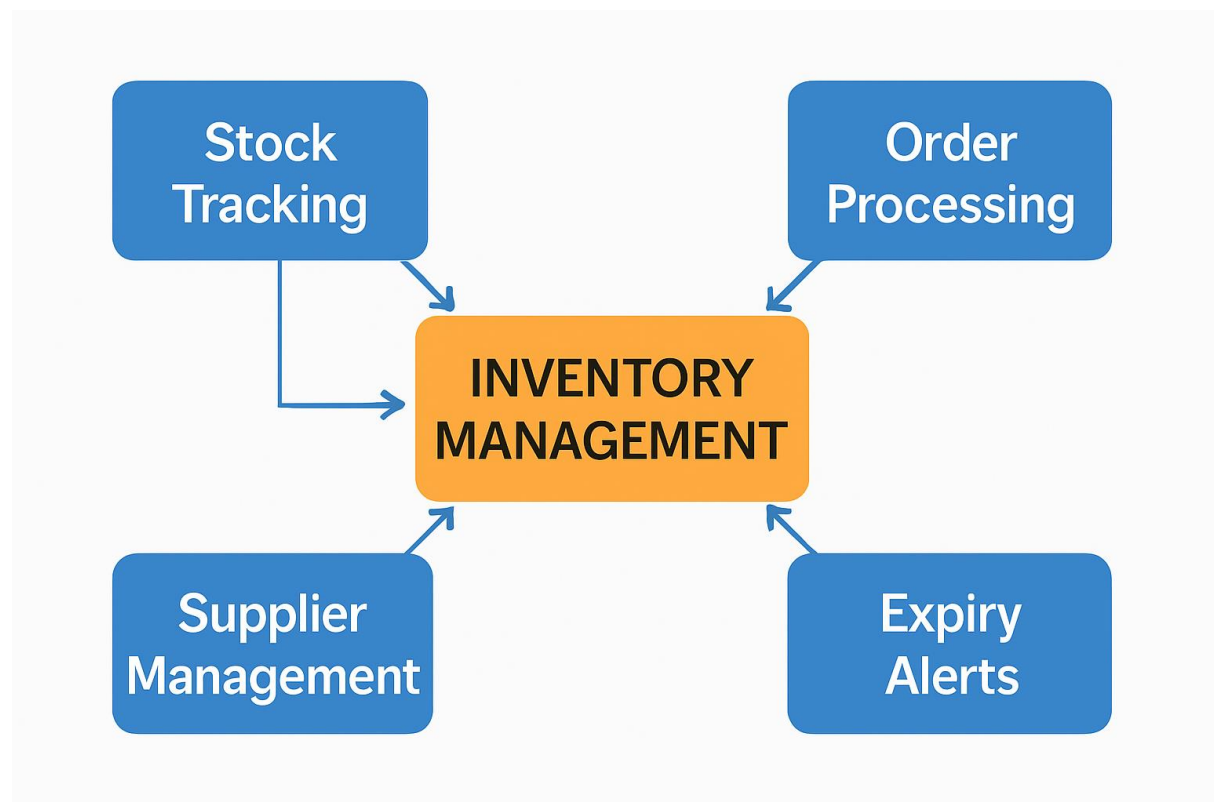 Stock
Tracking
Order
Processing
INVENTORY
MANAGEMENT
Supplier
Management
Expiry
Alerts